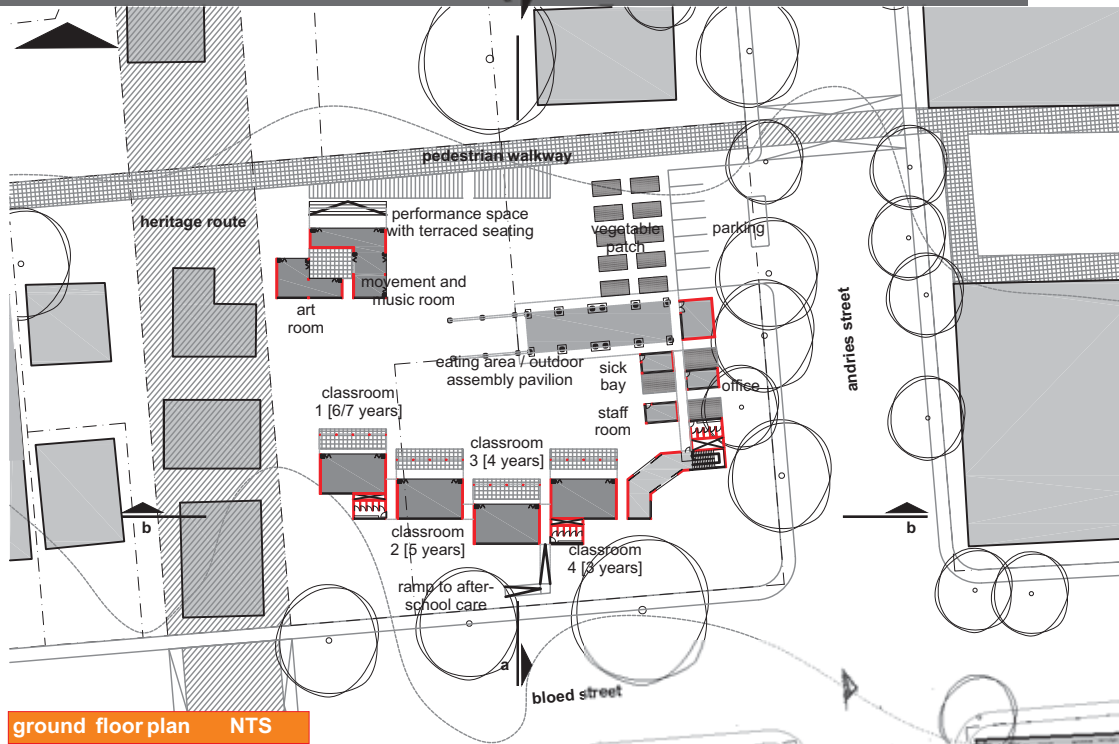 pedestrian walkway
heritage route
performance space
with terraced seating
vegetable
patch
parking
movement and
music room
art
room
andries street
eating area / outdoor
assembly pavilion
sick
bay
office
staff
room
classroom
1 [6/7 years]
classroom
3 [4 years]
b
b
classroom
2 [5 years]
classroom
4 [3 years]
ramp to after-
school care
a
bloed street
ground floor plan NTS